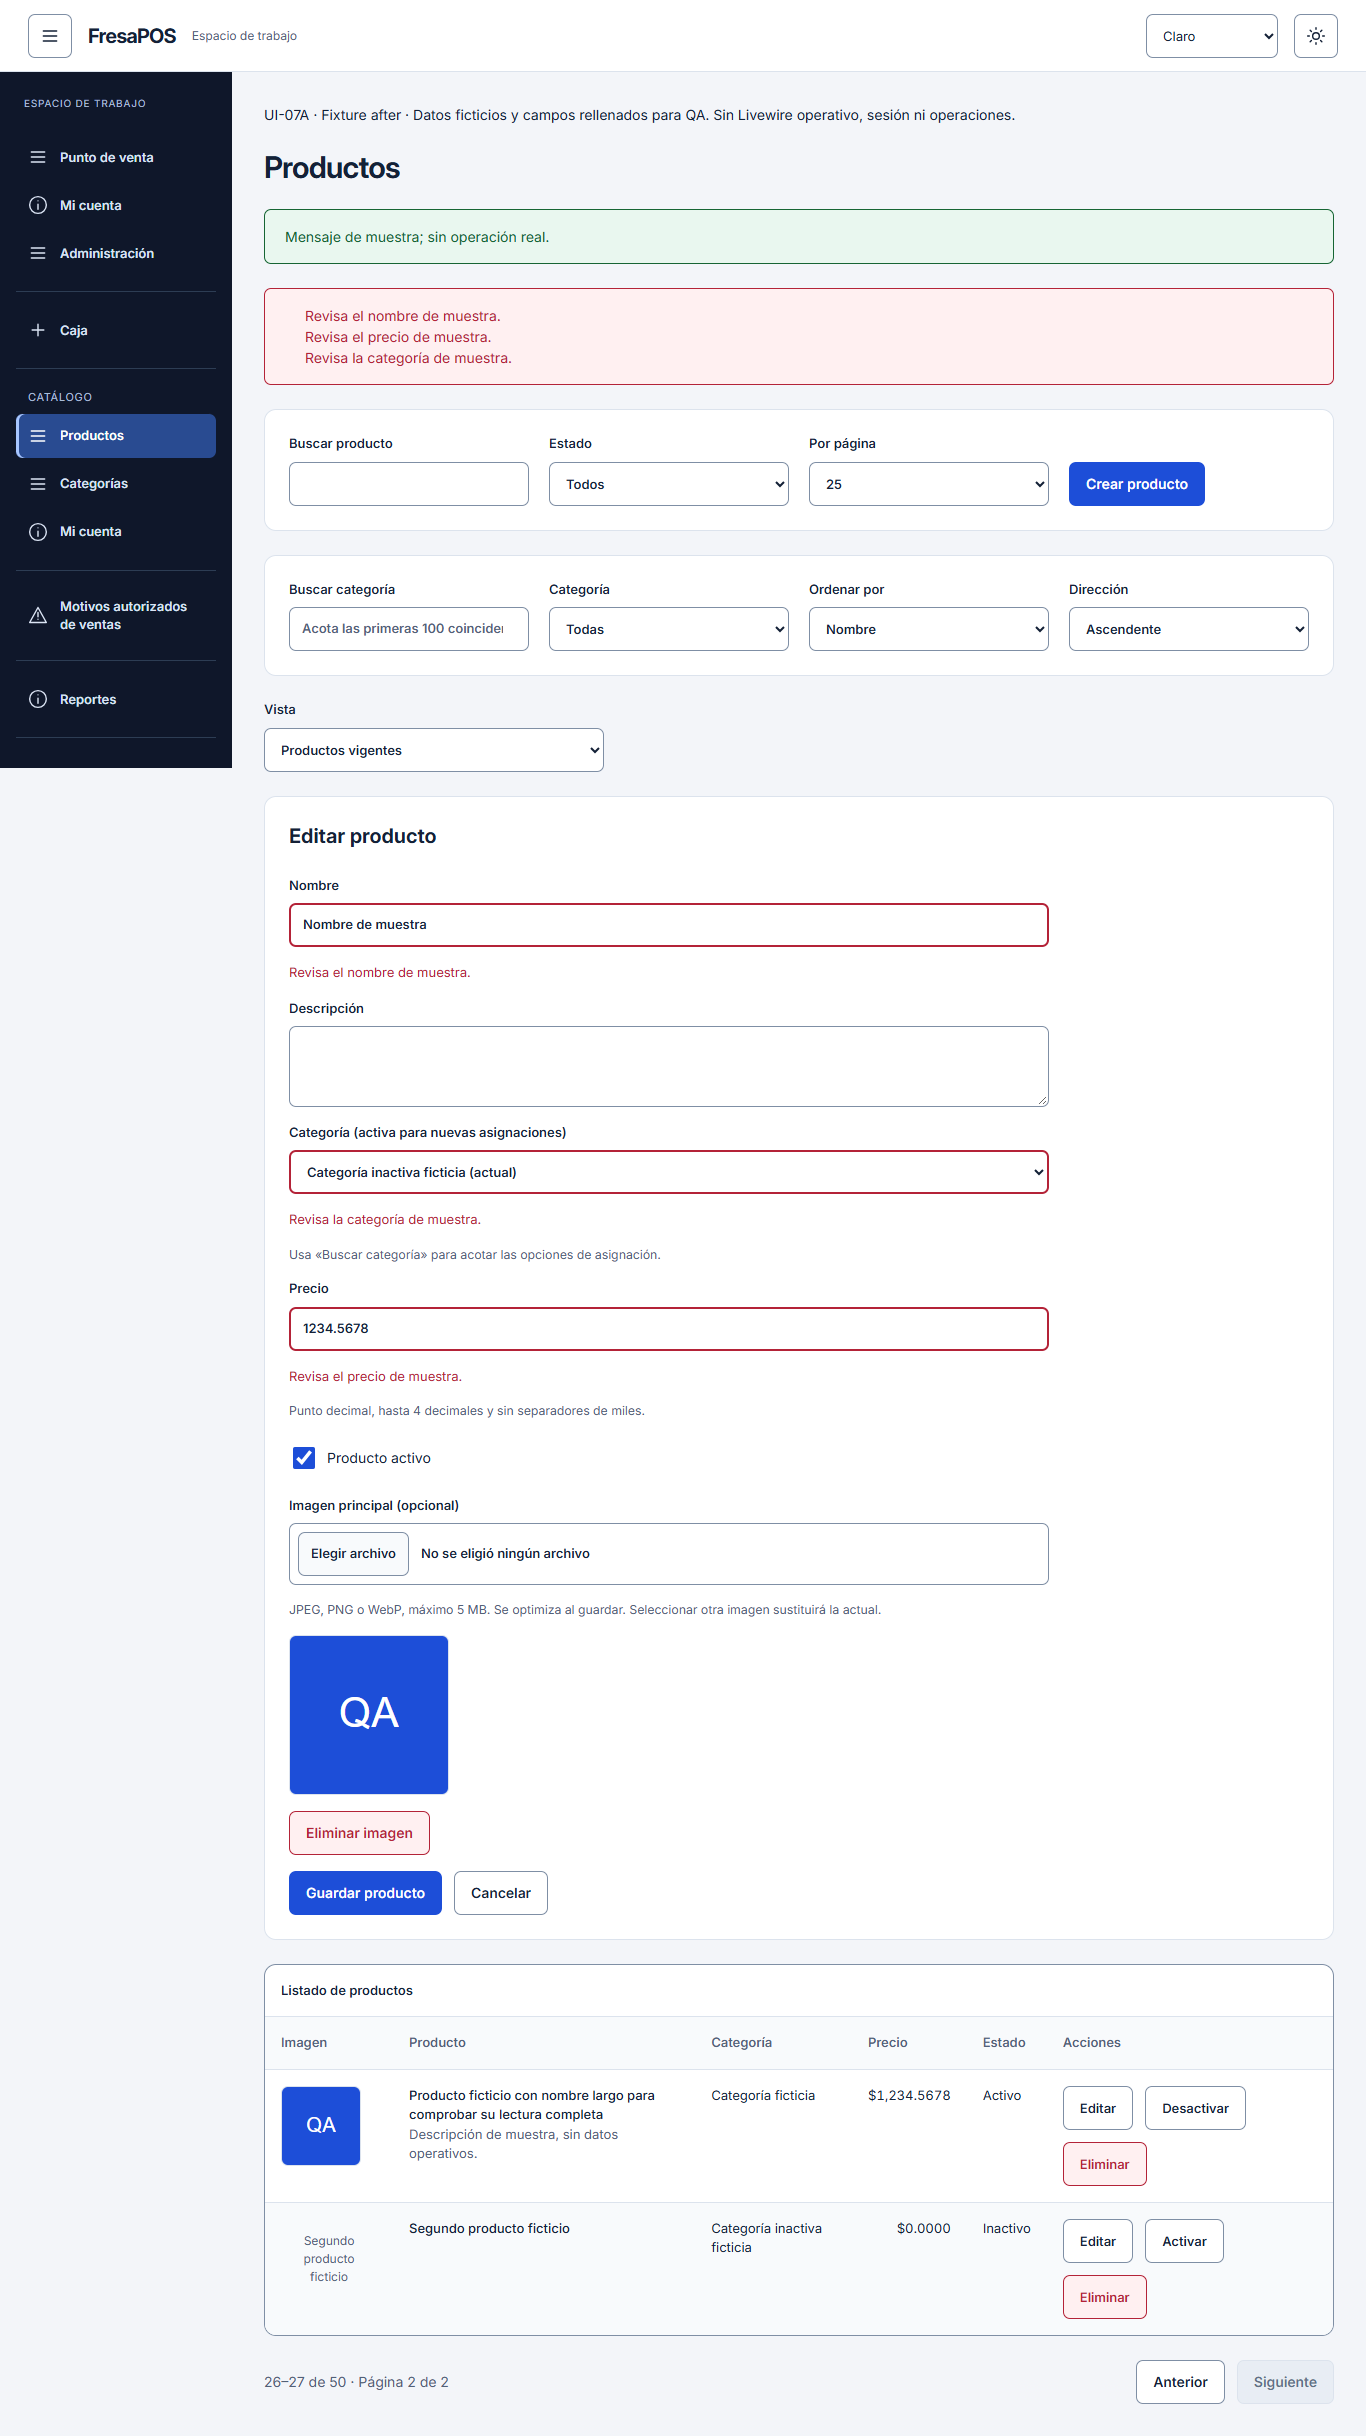 FresaPOS
Espacio de trabajo
Claro
ESPACIO DE TRABAJO
Punto de venta
Mi cuenta
Administración
Caja
CATÁLOGO
Productos
Categorías
Mi cuenta
Motivos autorizados
de ventas
Reportes
UI-07A · Fixture after · Datos ficticios y campos rellenados para QA. Sin Livewire operativo, sesión ni operaciones.
Productos
Mensaje de muestra; sin operación real.
Revisa el nombre de muestra.
Revisa el precio de muestra.
Revisa la categoría de muestra.
Buscar producto
Estado
Por página
Todos
25
Crear producto
Buscar categoría
Categoría
Ordenar por
Dirección
Acota las primeras 100 coincide
Todas
Nombre
Ascendente
Vista
Productos vigentes
Editar producto
Nombre
Nombre de muestra
Revisa el nombre de muestra.
Descripción
Categoría (activa para nuevas asignaciones)
Categoría inactiva ficticia (actual)
Revisa la categoría de muestra.
Usa «Buscar categoría» para acotar las opciones de asignación.
Precio
1234.5678
Revisa el precio de muestra.
Punto decimal, hasta 4 decimales y sin separadores de miles.
Producto activo
Imagen principal (opcional)
Elegir archivo No se eligió ningún archivo
JPEG, PNG o WebP, máximo 5 MB. Se optimiza al guardar. Seleccionar otra imagen sustituirá la actual.
QA
Eliminar imagen
Guardar producto
Cancelar
Listado de productos
Imagen Producto Categoría Precio Estado Acciones
QA
Producto ficticio con nombre largo para
comprobar su lectura completa
Descripción de muestra, sin datos
operativos.
Categoría ficticia
$1,234.5678
Activo
Editar
Desactivar
Eliminar
Segundo
producto
ficticio
Segundo producto ficticio
Categoría inactiva
ficticia
$0.0000
Inactivo
Editar
Activar
Eliminar
26–27 de 50 · Página 2 de 2
Anterior
Siguiente